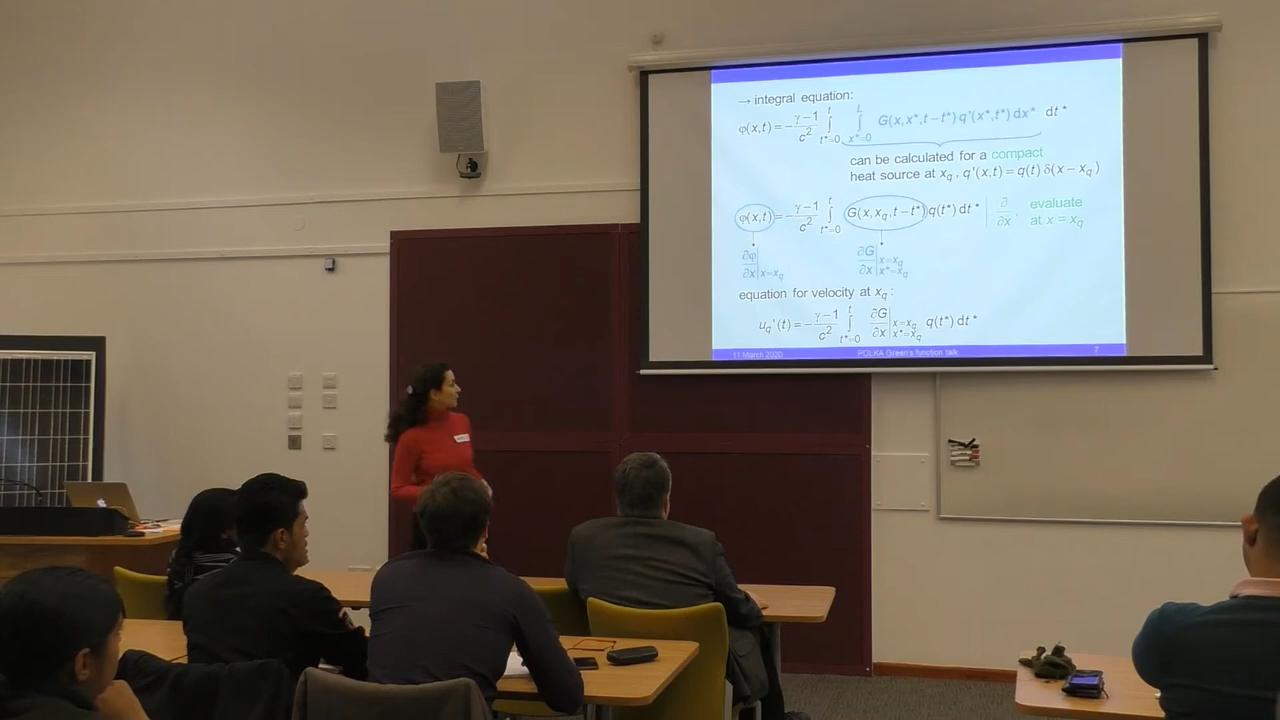 → integral equation:
φ(x,t) = − γ−1 / c² ∫ t*=0 t ∫ x*=0 L G(x,x*,t−t*) q'(x*,t*) dx* dt*
can be calculated for a compact
heat source at x_q , q'(x,t) = q(t) δ(x−x_q)
φ(x,t) = − γ−1 / c² ∫ t*=0 t G(x,x_q,t−t*) q(t*) dt* | ∂/∂x , evaluate
at x = x_q
∂φ/∂x | x=x_q ∂G/∂x | x=x_q x*=x_q
equation for velocity at x_q :
u_q'(t) = − γ−1 / c² ∫ t*=0 t ∂G/∂x | x=x_q x*=x_q q(t*) dt*
11 March 2020 POLKA Green's function talk 7